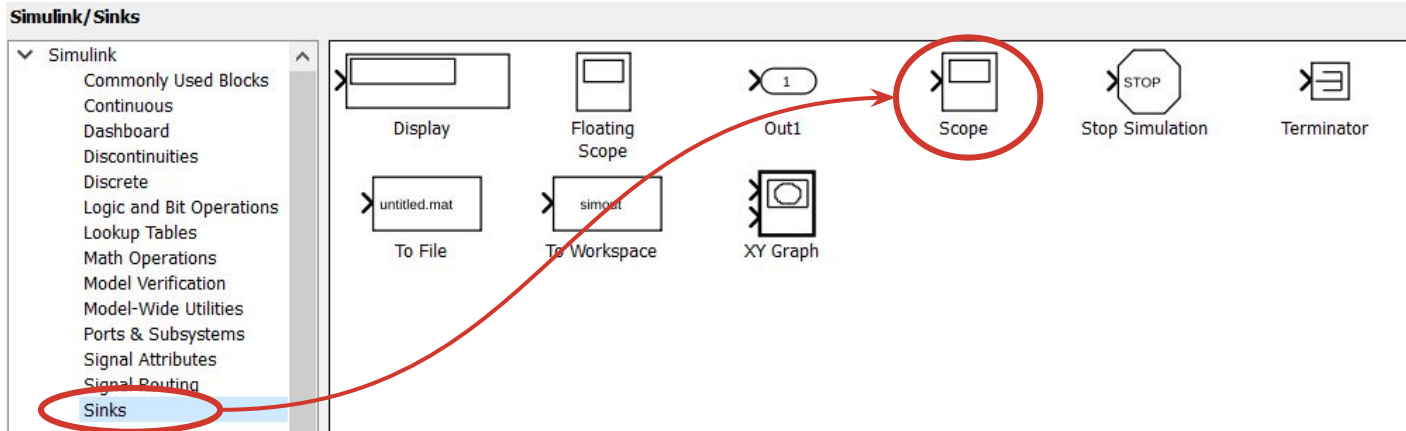 Simulink/Sinks
Simulink
Commonly Used Blocks
Continuous
Dashboard
Discontinuities
Discrete
Logic and Bit Operations
Lookup Tables
Math Operations
Model Verification
Model-Wide Utilities
Ports & Subsystems
Signal Attributes
Signal Routing
Sinks
Display
Floating
Scope
1
Out1
Scope
STOP
Stop Simulation
Terminator
untitled.mat
To File
simout
To Workspace
XY Graph